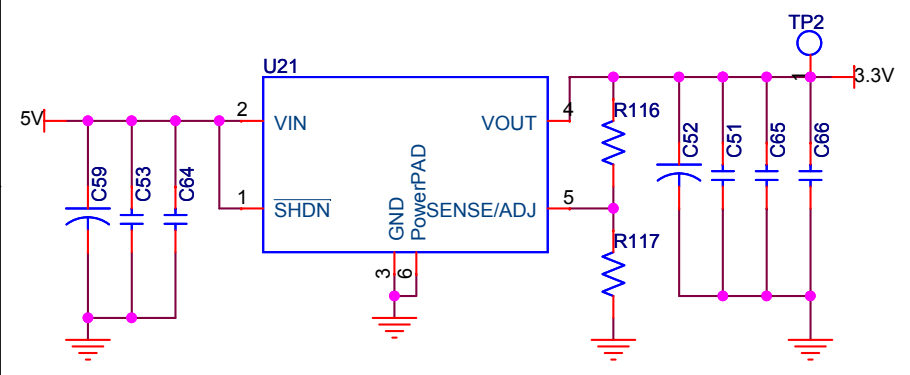 TP2
U21
5V
2
VIN
VOUT
4
1
3.3V
R116
C52
C51
C65
C66
C59
C53
C64
1
SHDN
GND
PowerPAD
SENSE/ADJ
5
R117
3
6